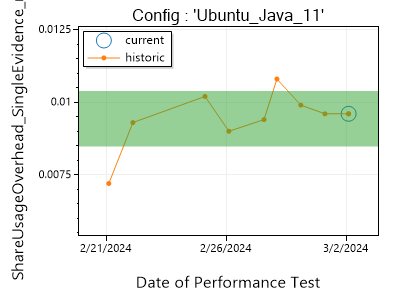 Config : 'Ubuntu_Java_11'
ShareUsageOverhead_SingleEvidence_
current
historic
0.0125
0.01
0.0075
2/21/2024
2/26/2024
3/2/2024
Date of Performance Test